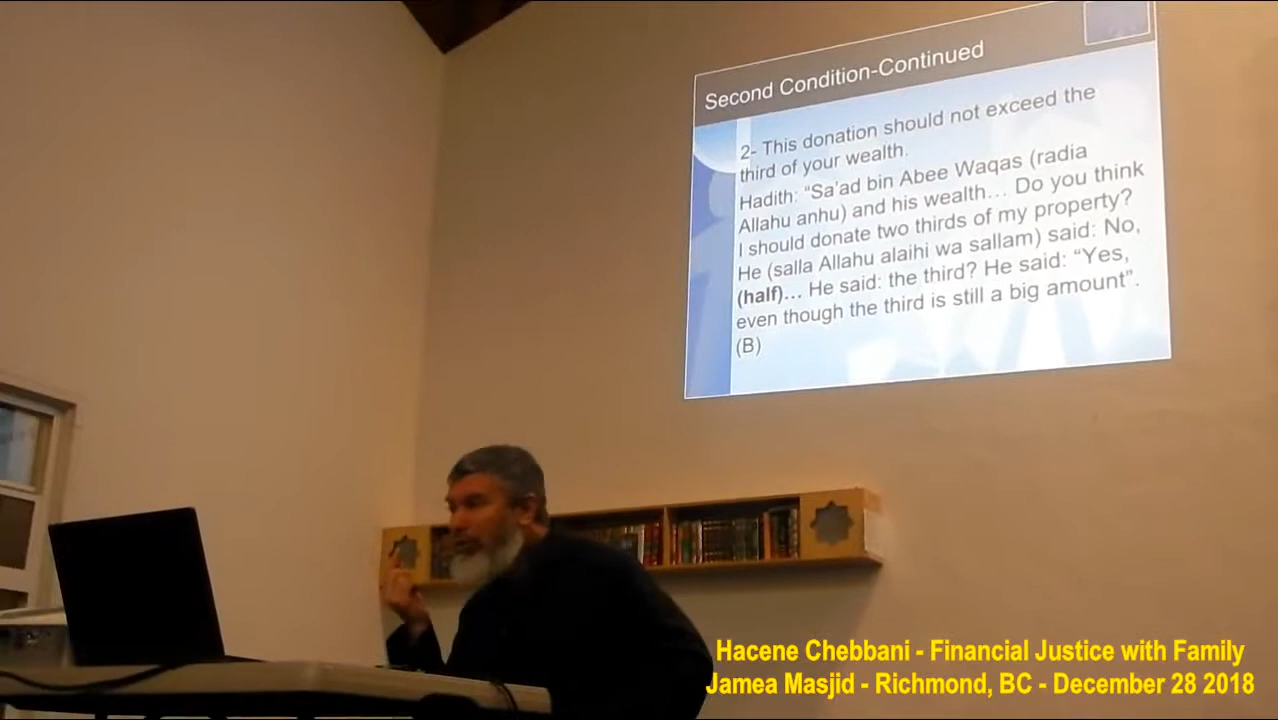 Second Condition-Continued
2- This donation should not exceed the
third of your wealth.
Hadith: “Sa’ad bin Abee Waqas (radia
Allahu anhu) and his wealth… Do you think
I should donate two thirds of my property?
He (salla Allahu alaihi wa sallam) said: No,
(half)… He said: the third? He said: “Yes,
even though the third is still a big amount”.
(B)
Hacene Chebbani - Financial Justice with Family
Jamea Masjid - Richmond, BC - December 28 2018